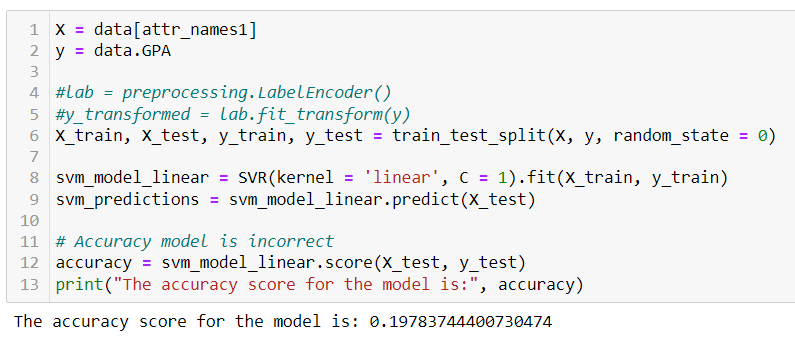 1 X = data[attr_names1]
2 y = data.GPA
3
4 #lab = preprocessing.LabelEncoder()
5 #y_transformed = lab.fit_transform(y)
6 X_train, X_test, y_train, y_test = train_test_split(X, y, random_state = 0)
7
8 svm_model_linear = SVR(kernel = 'linear', C = 1).fit(X_train, y_train)
9 svm_predictions = svm_model_linear.predict(X_test)
10
11 # Accuracy model is incorrect
12 accuracy = svm_model_linear.score(X_test, y_test)
13 print("The accuracy score for the model is:", accuracy)
The accuracy score for the model is: 0.19783744400730474